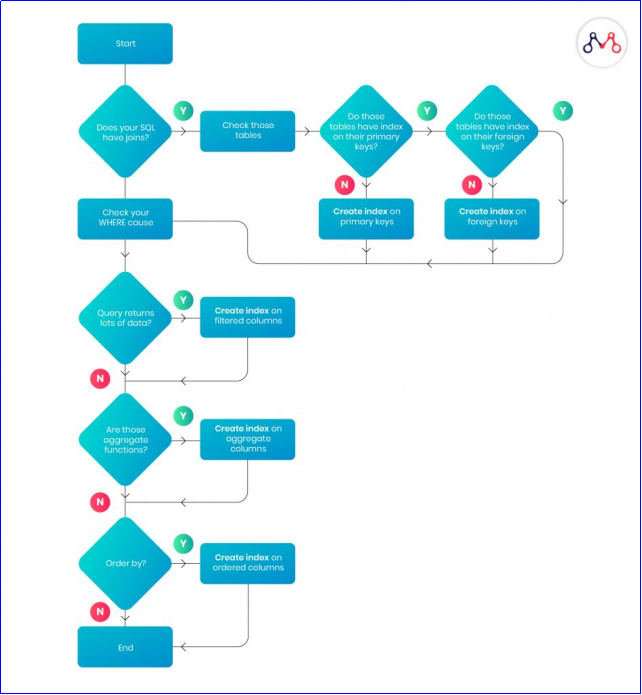 Start
Does your SQL
have joins?
Y
Check those
tables
Do those
tables have index
on their primary
keys?
Y
Do those
tables have index
on their foreign
keys?
Y
N
N
Create index on
primary keys
Create index on
foreign keys
Check your
WHERE cause
Query returns
lots of data?
Y
Create index on
filtered columns
N
Are those
aggregate
functions?
Y
Create index on
aggregate
columns
N
Order by?
Y
Create index on
ordered columns
N
End